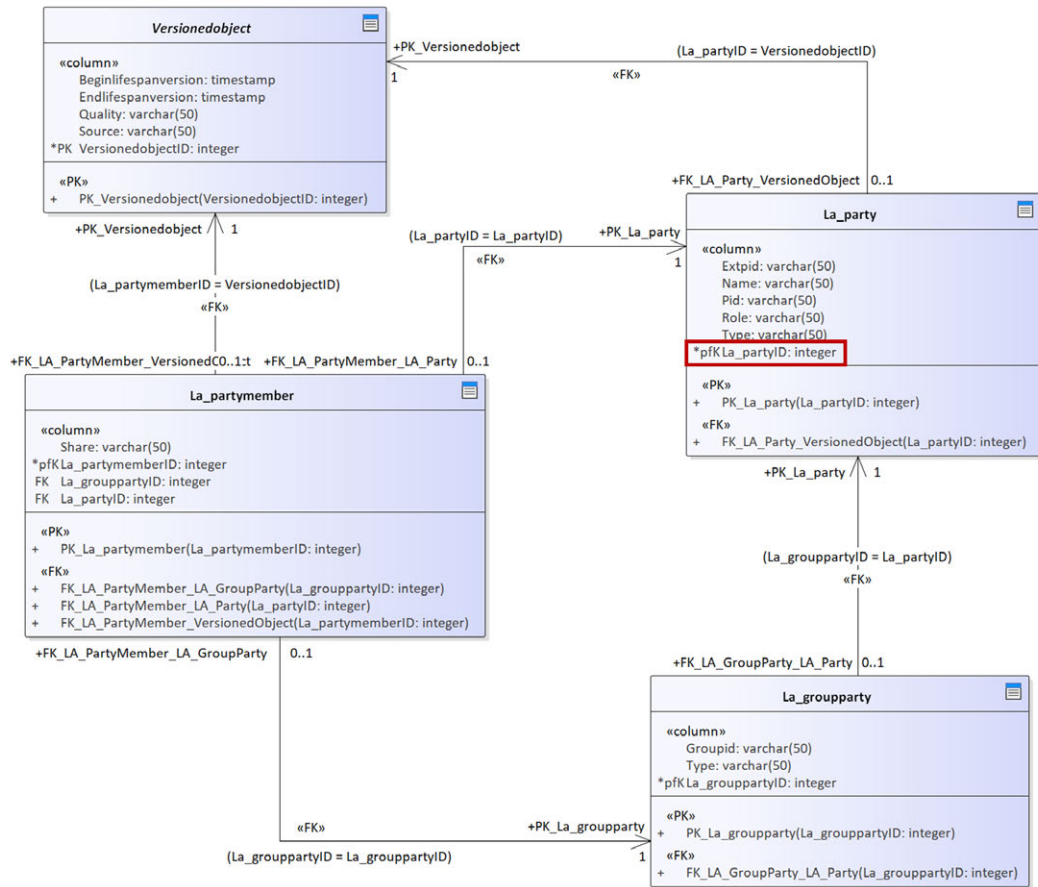 Versionedobject
«column»
Beginlifespanversion: timestamp
Endlifespanversion: timestamp
Quality: varchar(50)
Source: varchar(50)
*PK VersionedobjectID: integer
«PK»
+ PK_Versionedobject(VersionedobjectID: integer)
+PK_Versionedobject
1
(La_partyID = VersionedobjectID)
«FK»
+FK_LA_Party_VersionedObject 0..1
+PK_Versionedobject 1
(La_partymemberID = VersionedobjectID)
«FK»
(La_partyID = La_partyID)
«FK»
+PK_La_party
1
La_party
«column»
Extpid: varchar(50)
Name: varchar(50)
Pid: varchar(50)
Role: varchar(50)
Type: varchar(50)
*pfK La_partyID: integer
«PK»
+ PK_La_party(La_partyID: integer)
«FK»
+ FK_LA_Party_VersionedObject(La_partyID: integer)
+FK_LA_PartyMember_Versioned 0..1 +FK_LA_PartyMember_LA_Party 0..1
La_partymember
«column»
Share: varchar(50)
*pfK La_partymemberID: integer
FK La_grouppartyID: integer
FK La_partyID: integer
«PK»
+ PK_La_partymember(La_partymemberID: integer)
«FK»
+ FK_LA_PartyMember_LA_GroupParty(La_grouppartyID: integer)
+ FK_LA_PartyMember_LA_Party(La_partyID: integer)
+ FK_LA_PartyMember_VersionedObject(La_partymemberID: integer)
+PK_La_party 1
(La_grouppartyID = La_partyID)
«FK»
+FK_LA_GroupParty_LA_Party 0..1
+FK_LA_PartyMember_LA_GroupParty 0..1
La_groupparty
«column»
Groupid: varchar(50)
Type: varchar(50)
*pfK La_grouppartyID: integer
«PK»
+ PK_La_groupparty(La_grouppartyID: integer)
«FK»
+ FK_LA_GroupParty_LA_Party(La_grouppartyID: integer)
«FK»
+PK_La_groupparty
(La_grouppartyID = La_grouppartyID)
1